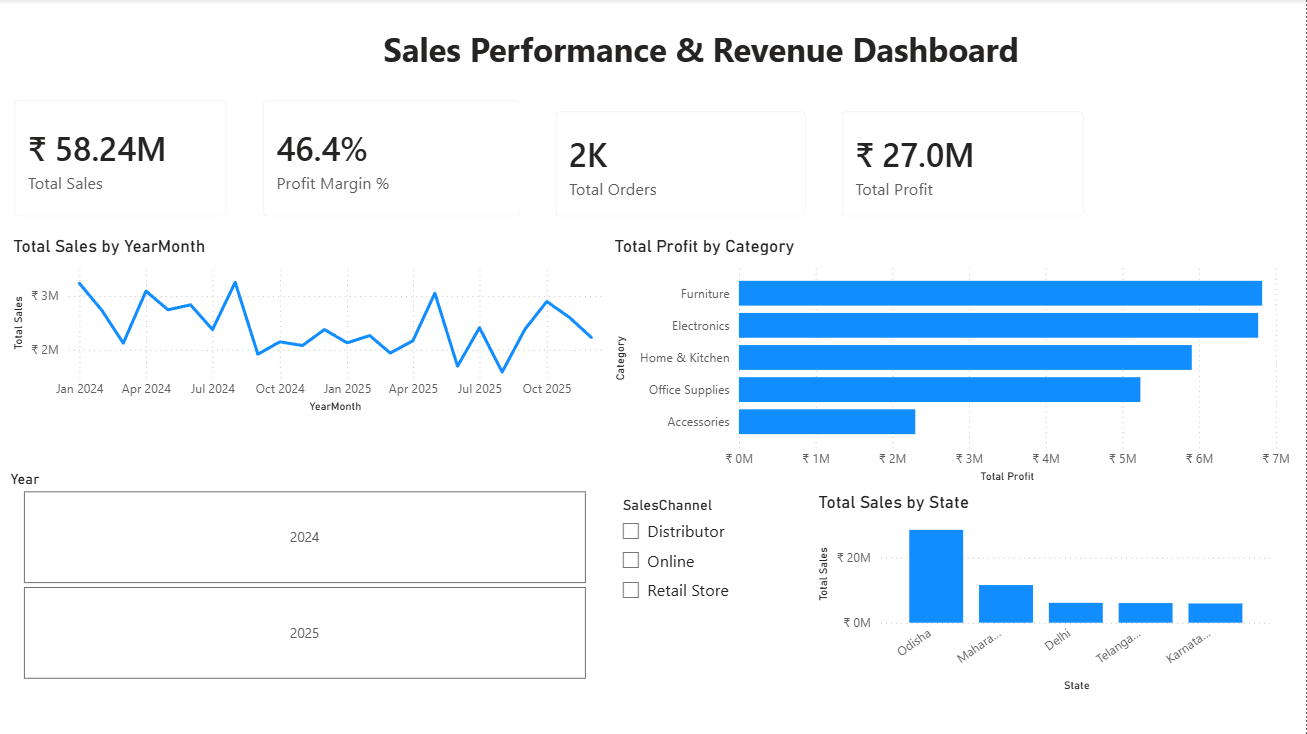 Sales Performance & Revenue Dashboard
₹ 58.24M
Total Sales
46.4%
Profit Margin %
2K
Total Orders
₹ 27.0M
Total Profit
Total Sales by YearMonth
Total Sales
₹ 3M
₹ 2M
Jan 2024 Apr 2024 Jul 2024 Oct 2024 Jan 2025 Apr 2025 Jul 2025 Oct 2025
YearMonth
Total Profit by Category
Category
Furniture
Electronics
Home & Kitchen
Office Supplies
Accessories
₹ 0M ₹ 1M ₹ 2M ₹ 3M ₹ 4M ₹ 5M ₹ 6M ₹ 7M
Total Profit
Year
2024
2025
SalesChannel
Distributor
Online
Retail Store
Total Sales by State
Total Sales
₹ 20M
₹ 0M
Odisha Mahara... Delhi Telanga... Karnata...
State